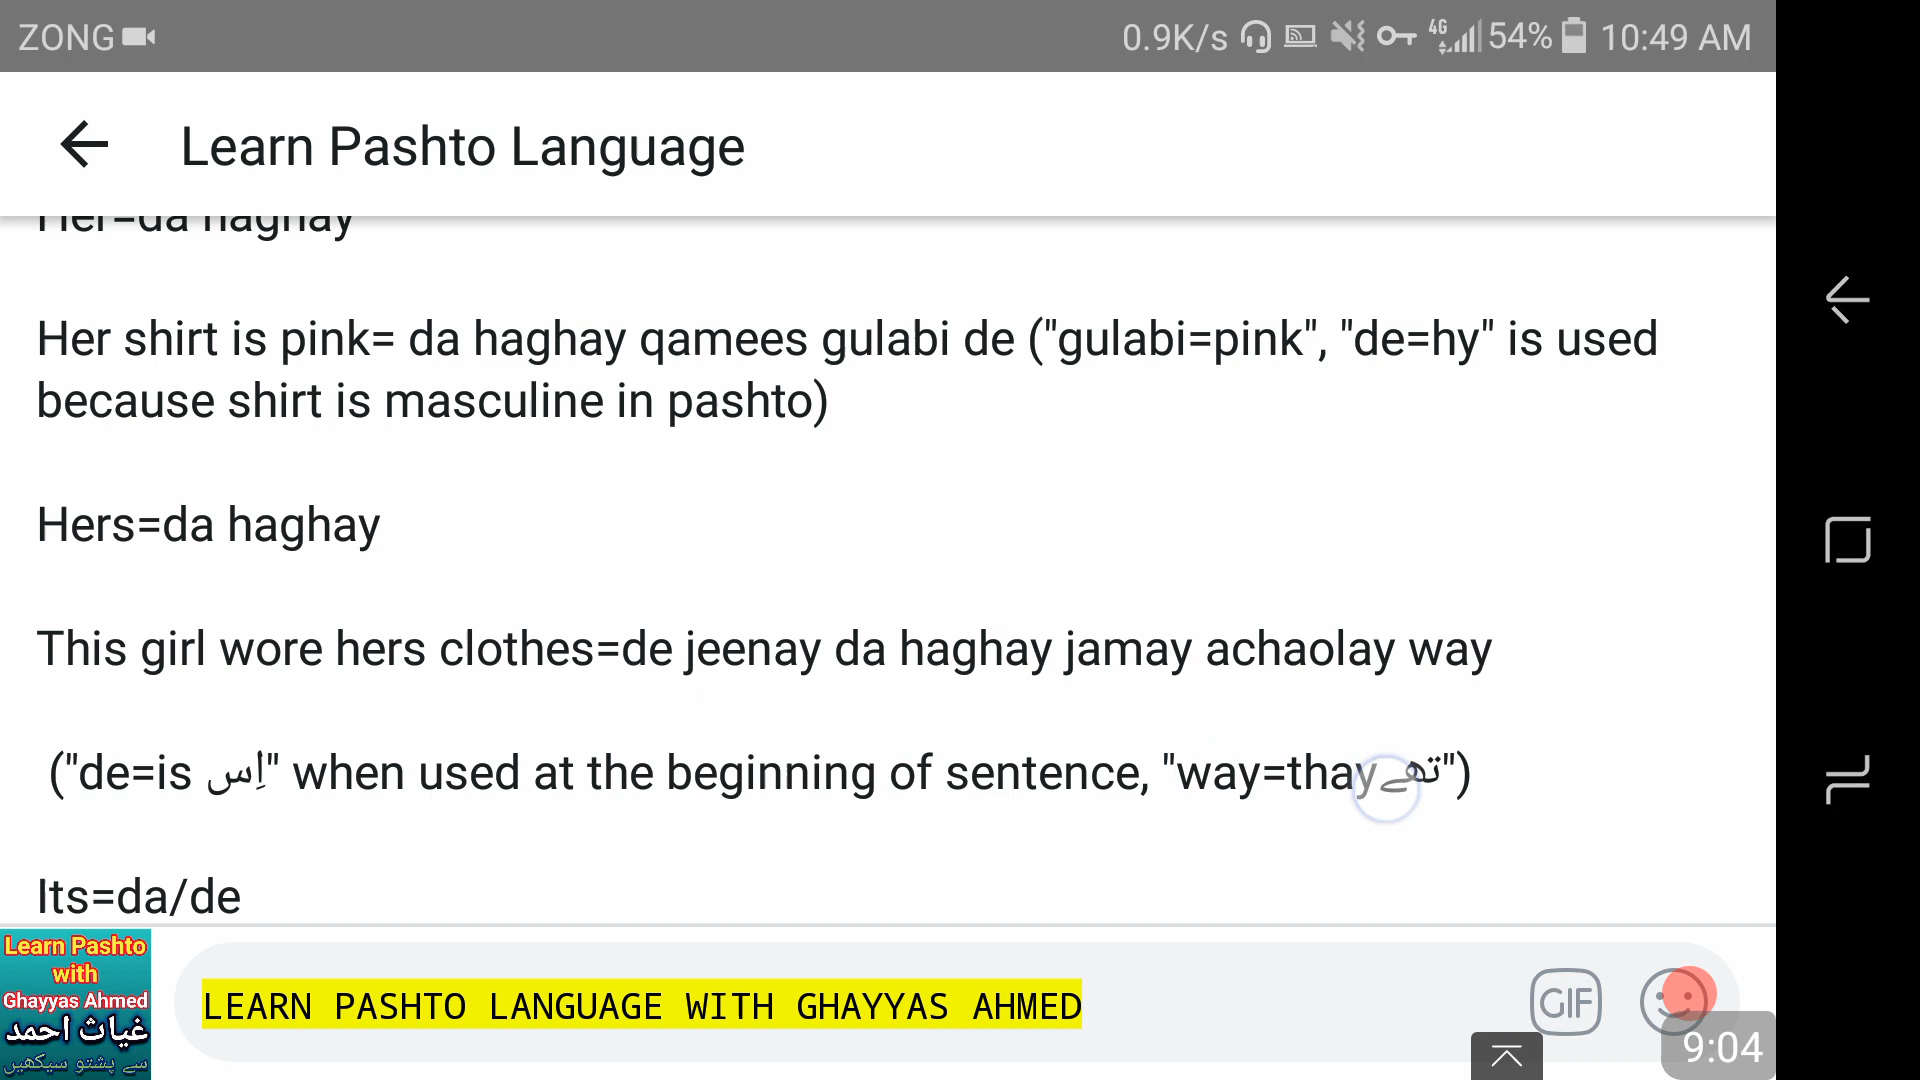 ZONG 0.9K/s 4G 54% 10:49 AM
Learn Pashto Language
Her=da haghay
Her shirt is pink= da haghay qamees gulabi de ("gulabi=pink", "de=hy" is used
because shirt is masculine in pashto)
Hers=da haghay
This girl wore hers clothes=de jeenay da haghay jamay achaolay way
("de=is اِس" when used at the beginning of sentence, "way=thay تھے")
Its=da/de
Learn Pashto
with
Ghayyas Ahmed
غیاث احمد
سے پشتو سیکھیں
LEARN PASHTO LANGUAGE WITH GHAYYAS AHMED
GIF
9:04